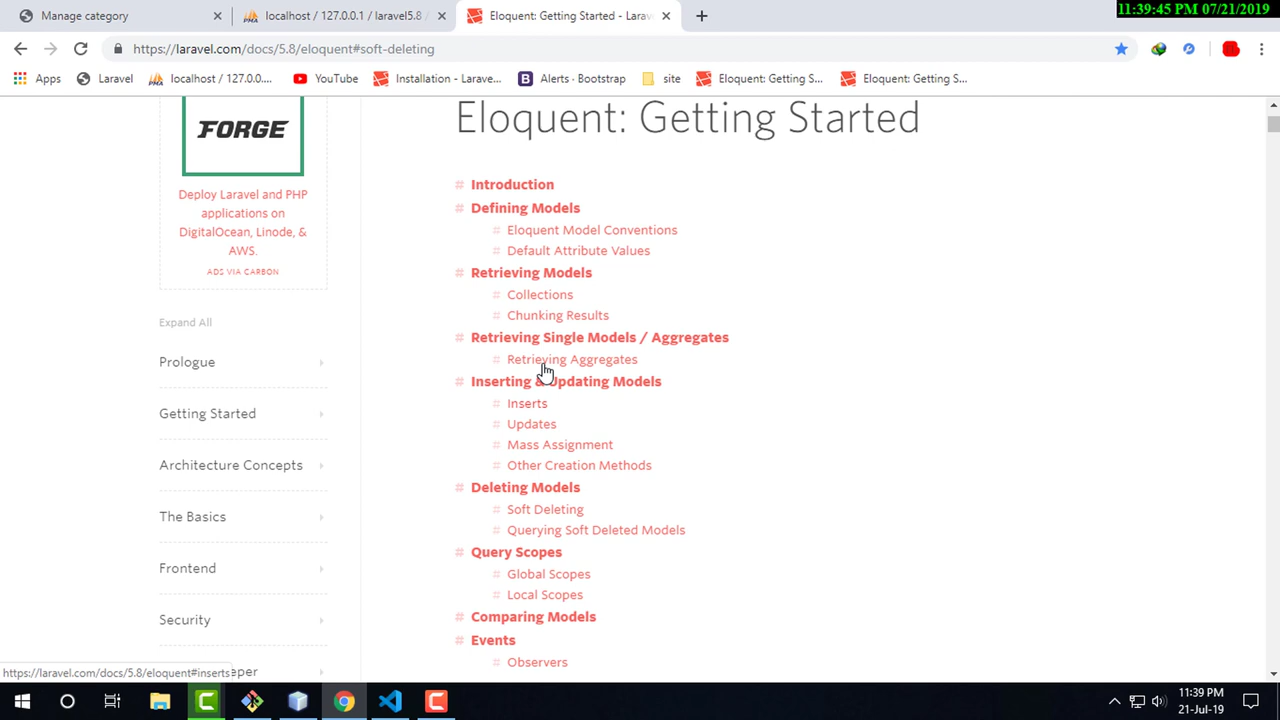 11:39:45 PM 07/21/2019
Manage category
localhost / 127.0.0.1 / laravel5.8
Eloquent: Getting Started - Larav
https://laravel.com/docs/5.8/eloquent#soft-deleting
Apps
Laravel
localhost / 127.0.0....
YouTube
Installation - Larave...
Alerts · Bootstrap
site
Eloquent: Getting S...
Eloquent: Getting S...
FORGE
Deploy Laravel and PHP
applications on
DigitalOcean, Linode, &
AWS.
ADS VIA CARBON
Expand All
Prologue
Getting Started
Architecture Concepts
The Basics
Frontend
Security
eper
Eloquent: Getting Started
# Introduction
# Defining Models
# Eloquent Model Conventions
# Default Attribute Values
# Retrieving Models
# Collections
# Chunking Results
# Retrieving Single Models / Aggregates
# Retrieving Aggregates
# Inserting & Updating Models
# Inserts
# Updates
# Mass Assignment
# Other Creation Methods
# Deleting Models
# Soft Deleting
# Querying Soft Deleted Models
# Query Scopes
# Global Scopes
# Local Scopes
# Comparing Models
# Events
# Observers
https://laravel.com/docs/5.8/eloquent#inserts
11:39 PM
21-Jul-19